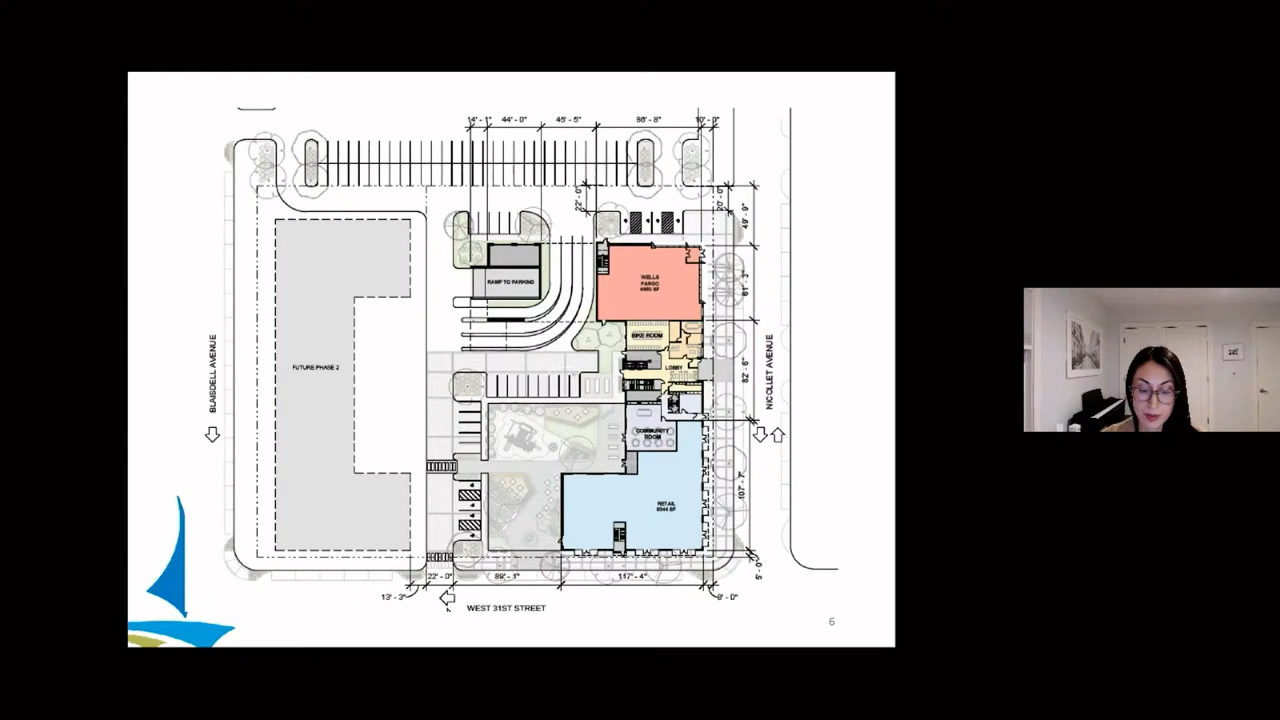 14' - 1"
44' - 0"
45' - 5"
86' - 8"
10' - 0"
22' - 0"
20' - 0"
49' - 9"
WELLS
FARGO
61' - 3"
RAMP TO PARKING
BIKE ROOM
LOBBY
82' - 6"
FUTURE PHASE 2
BLAISDELL AVENUE
NICOLLET AVENUE
COMMUNITY
ROOM
RETAIL
107' - 7"
5' - 0"
22' - 0"
89' - 1"
117' - 4"
13' - 3"
8' - 0"
WEST 31ST STREET
6